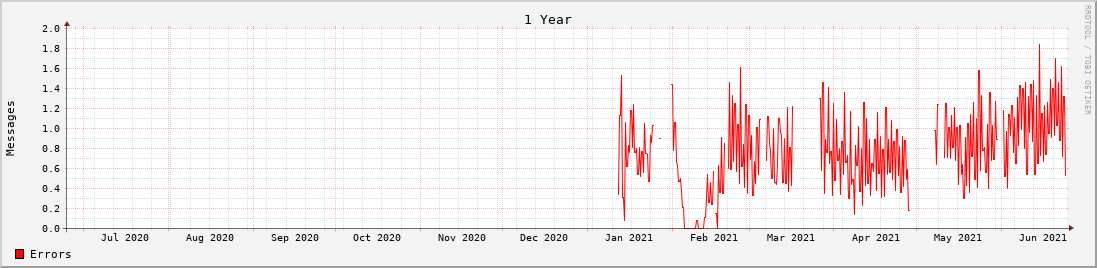 1 Year
RRDTOOL / TOBI OETIKER
Messages
2.0
1.8
1.6
1.4
1.2
1.0
0.8
0.6
0.4
0.2
0.0
Jul 2020 Aug 2020 Sep 2020 Oct 2020 Nov 2020 Dec 2020 Jan 2021 Feb 2021 Mar 2021 Apr 2021 May 2021 Jun 2021
Errors